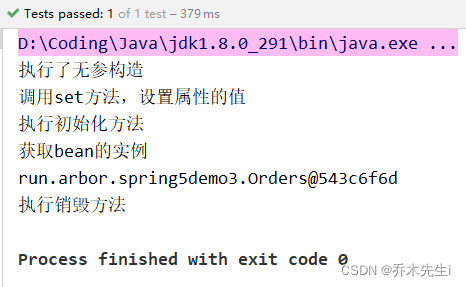 Tests passed: 1 of 1 test – 379 ms
D:\Coding\Java\jdk1.8.0_291\bin\java.exe ...
执行了无参构造
调用set方法，设置属性的值
执行初始化方法
获取bean的实例
run.arbor.spring5demo3.Orders@543c6f6d
执行销毁方法
Process finished with exit code 0
CSDN @乔木先生i